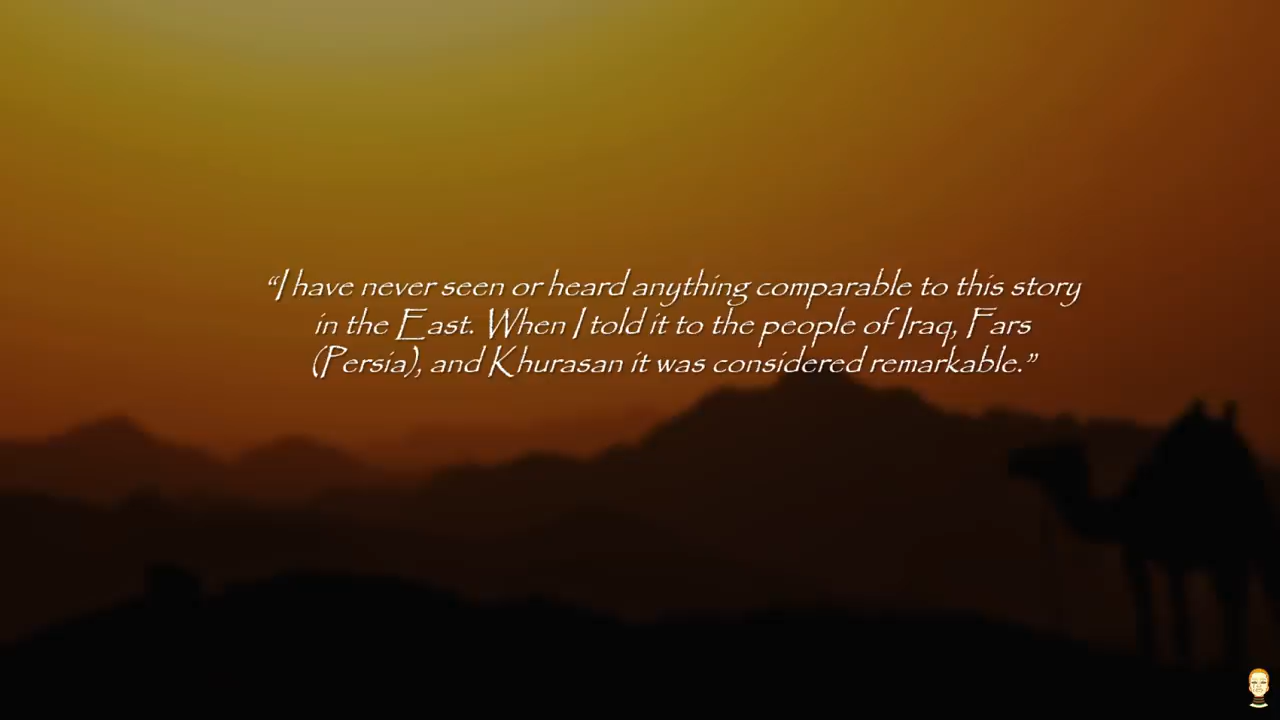 “I have never seen or heard anything comparable to this story
in the East. When I told it to the people of Iraq, Fars
(Persia), and Khurasan it was considered remarkable.”